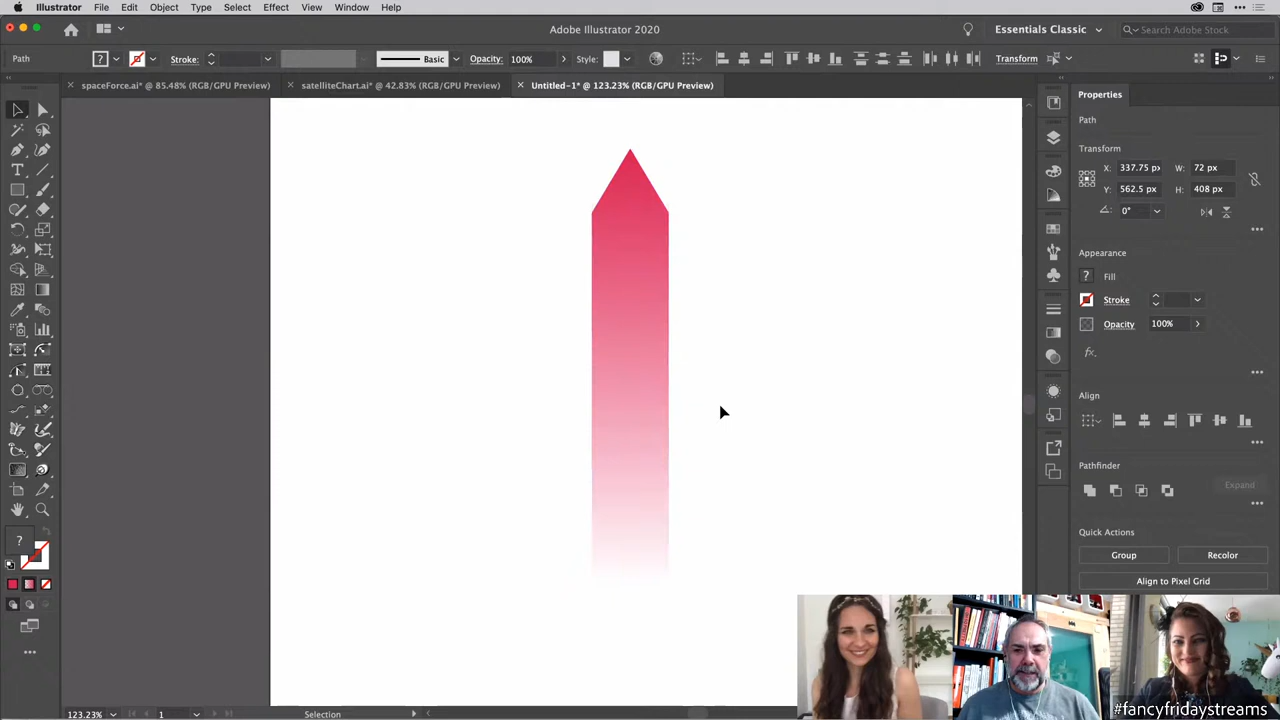 Illustrator File Edit Object Type Select Effect View Window Help
Adobe Illustrator 2020
Essentials Classic
Adobe Stock
Path
?
Stroke:
Basic
Opacity:
100%
Style:
Transform
spaceForce.ai* @ 85.48% (RGB/GPU Preview)
satelliteChart.ai* @ 42.83% (RGB/GPU Preview)
Untitled-1* @ 123.23% (RGB/GPU Preview)
Properties
Path
Transform
X: 337.75 px
W: 72 px
Y: 562.5 px
H: 408 px
0°
Appearance
? Fill
Stroke
Opacity 100%
fx.
Align
Pathfinder
Expand
Quick Actions
Group
Recolor
Align to Pixel Grid
?
#fancyfridaystreams
123.23%
1
Selection